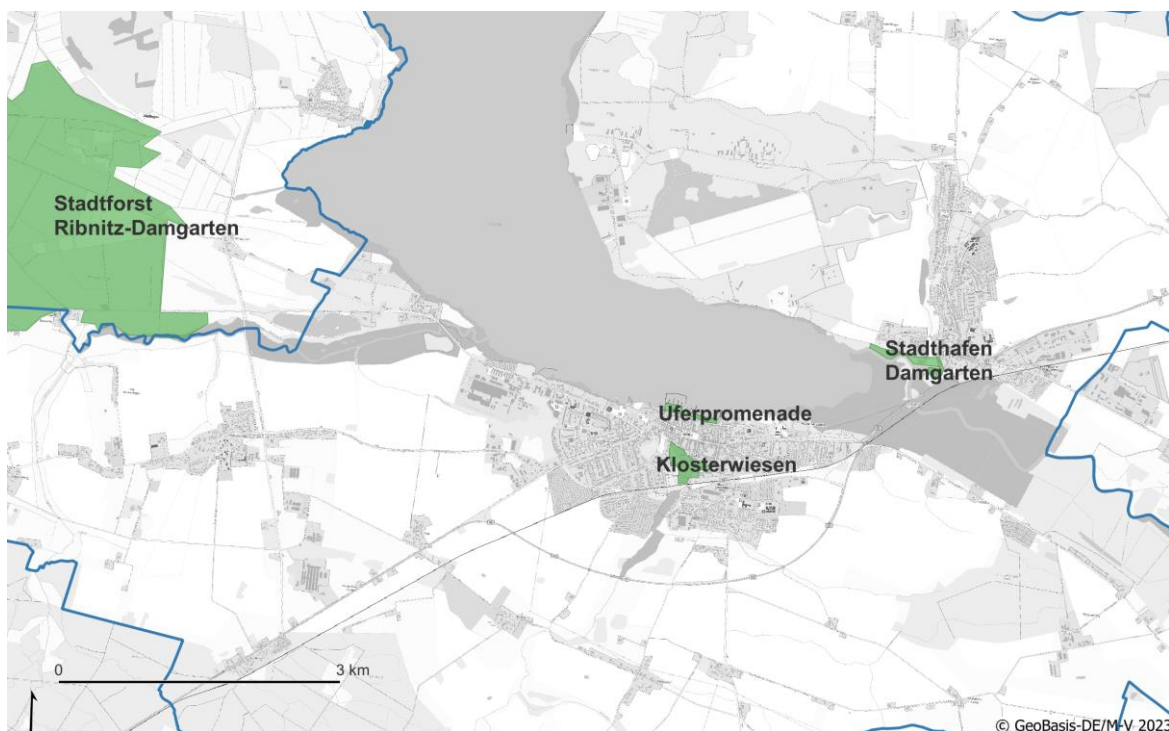 Stadtforst
Ribnitz-Damgarten
Stadthafen
Damgarten
Uferpromenade
Klosterwiesen
0
3 km
© GeoBasis-DE/M-V 2023